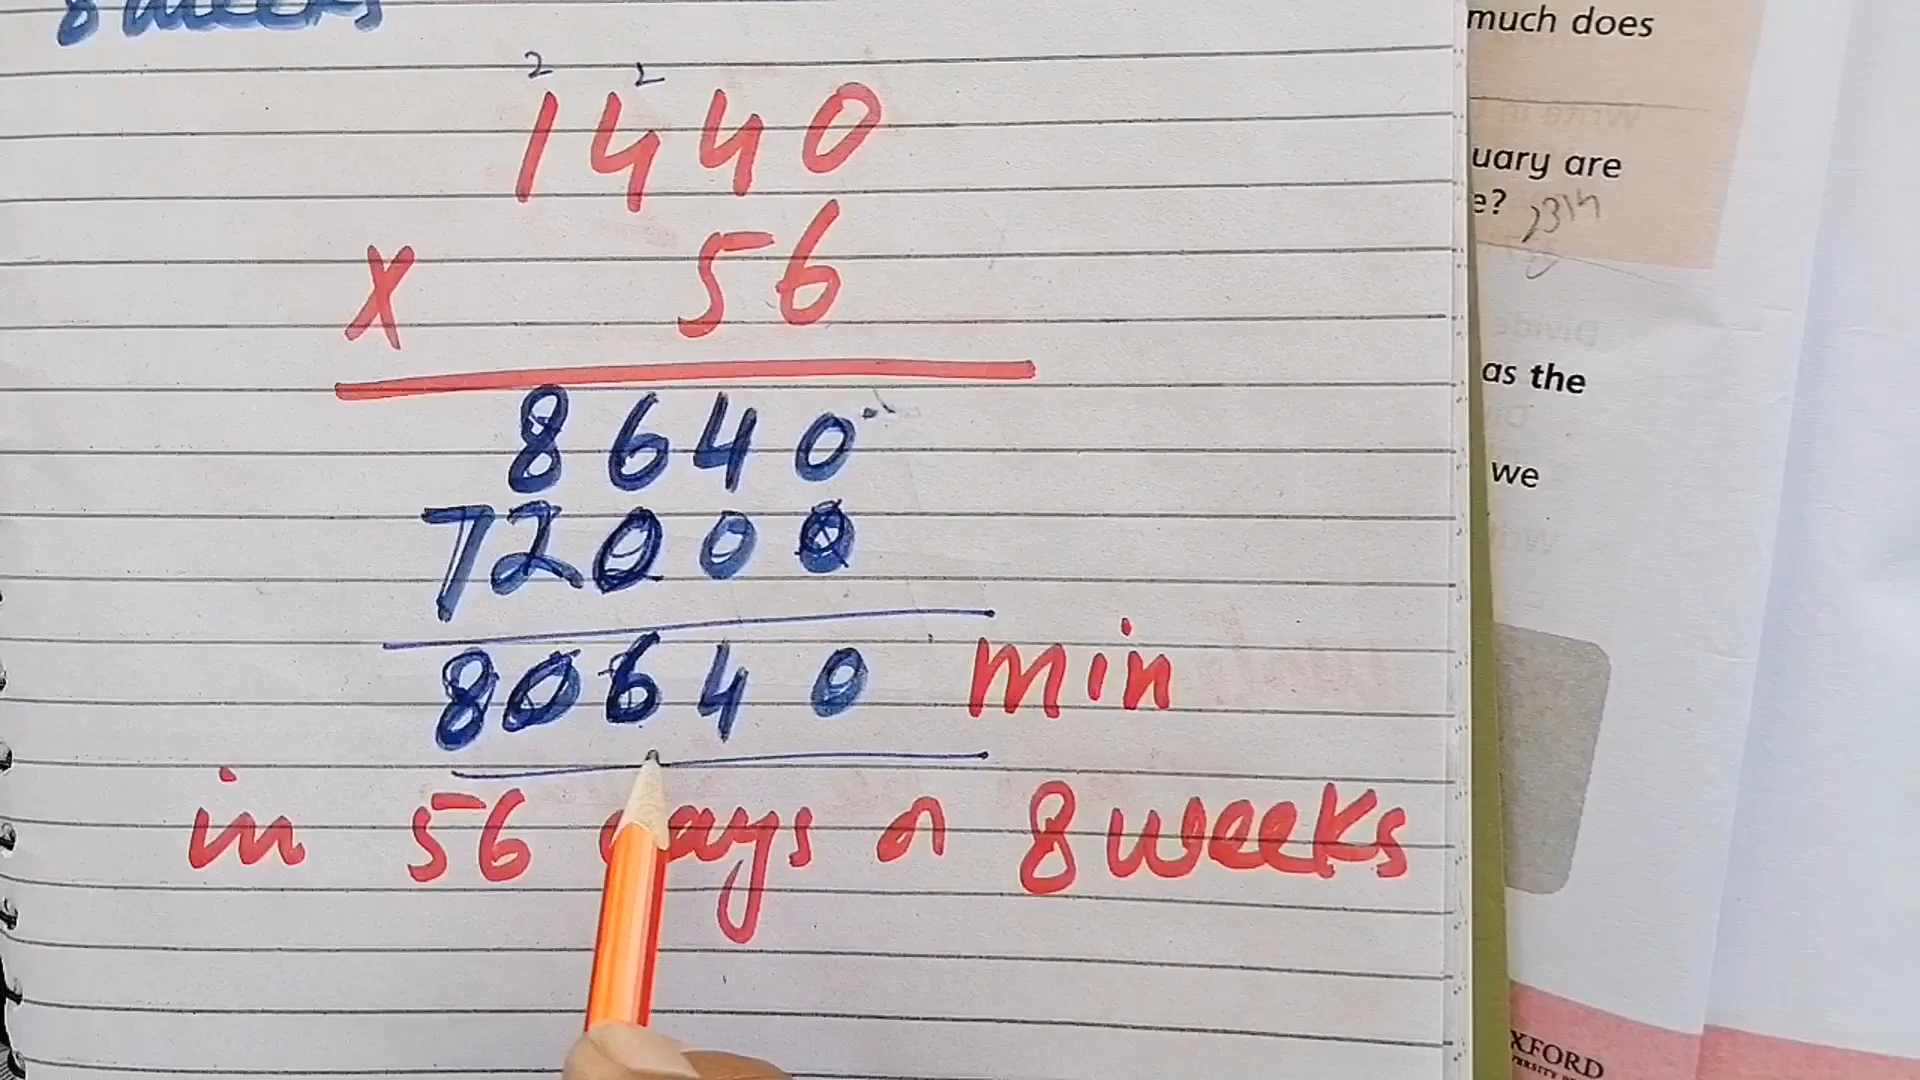 8 weeks
2 2
1440
X 56
8640
72000
80640 min
in 56 days or 8 weeks
much does
uary are
e? 23rd
as the
we
XFORD